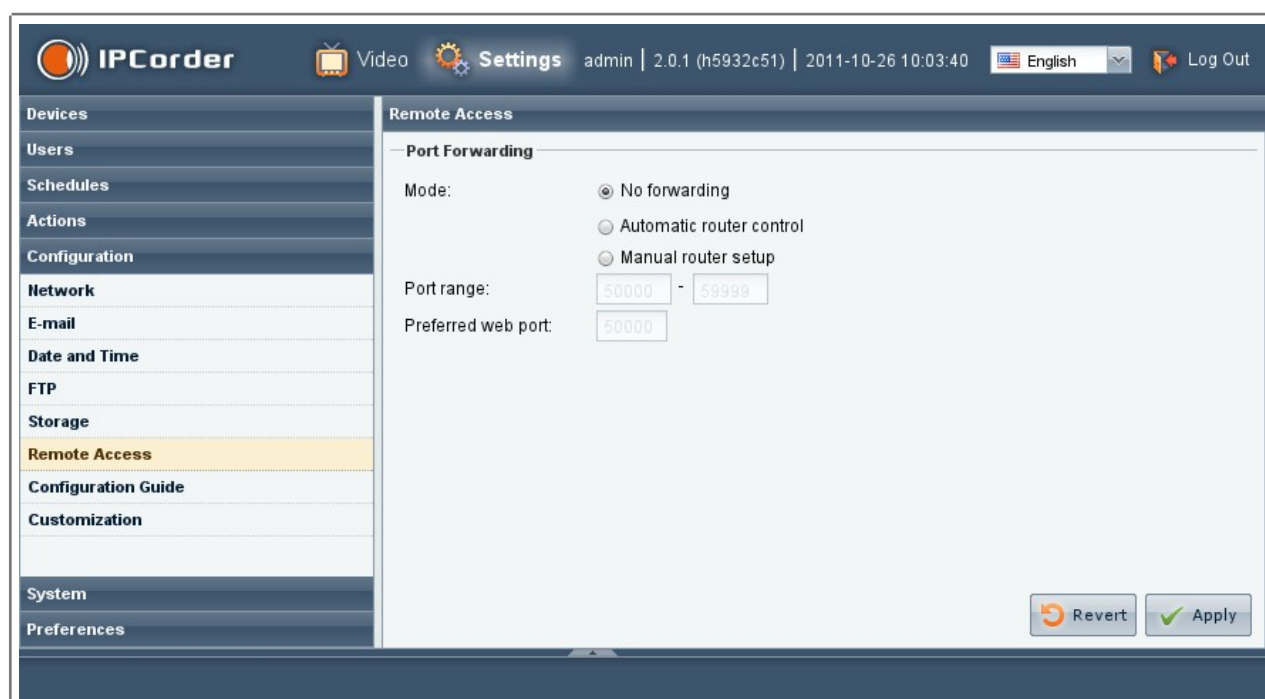 IPCorder Video Settings admin | 2.0.1 (h5932c51) | 2011-10-26 10:03:40 English Log Out
Devices
Users
Schedules
Actions
Configuration
Network
E-mail
Date and Time
FTP
Storage
Remote Access
Configuration Guide
Customization
System
Preferences
Remote Access
Port Forwarding
Mode: No forwarding
Automatic router control
Manual router setup
Port range: 50000 - 59999
Preferred web port: 50000
Revert Apply